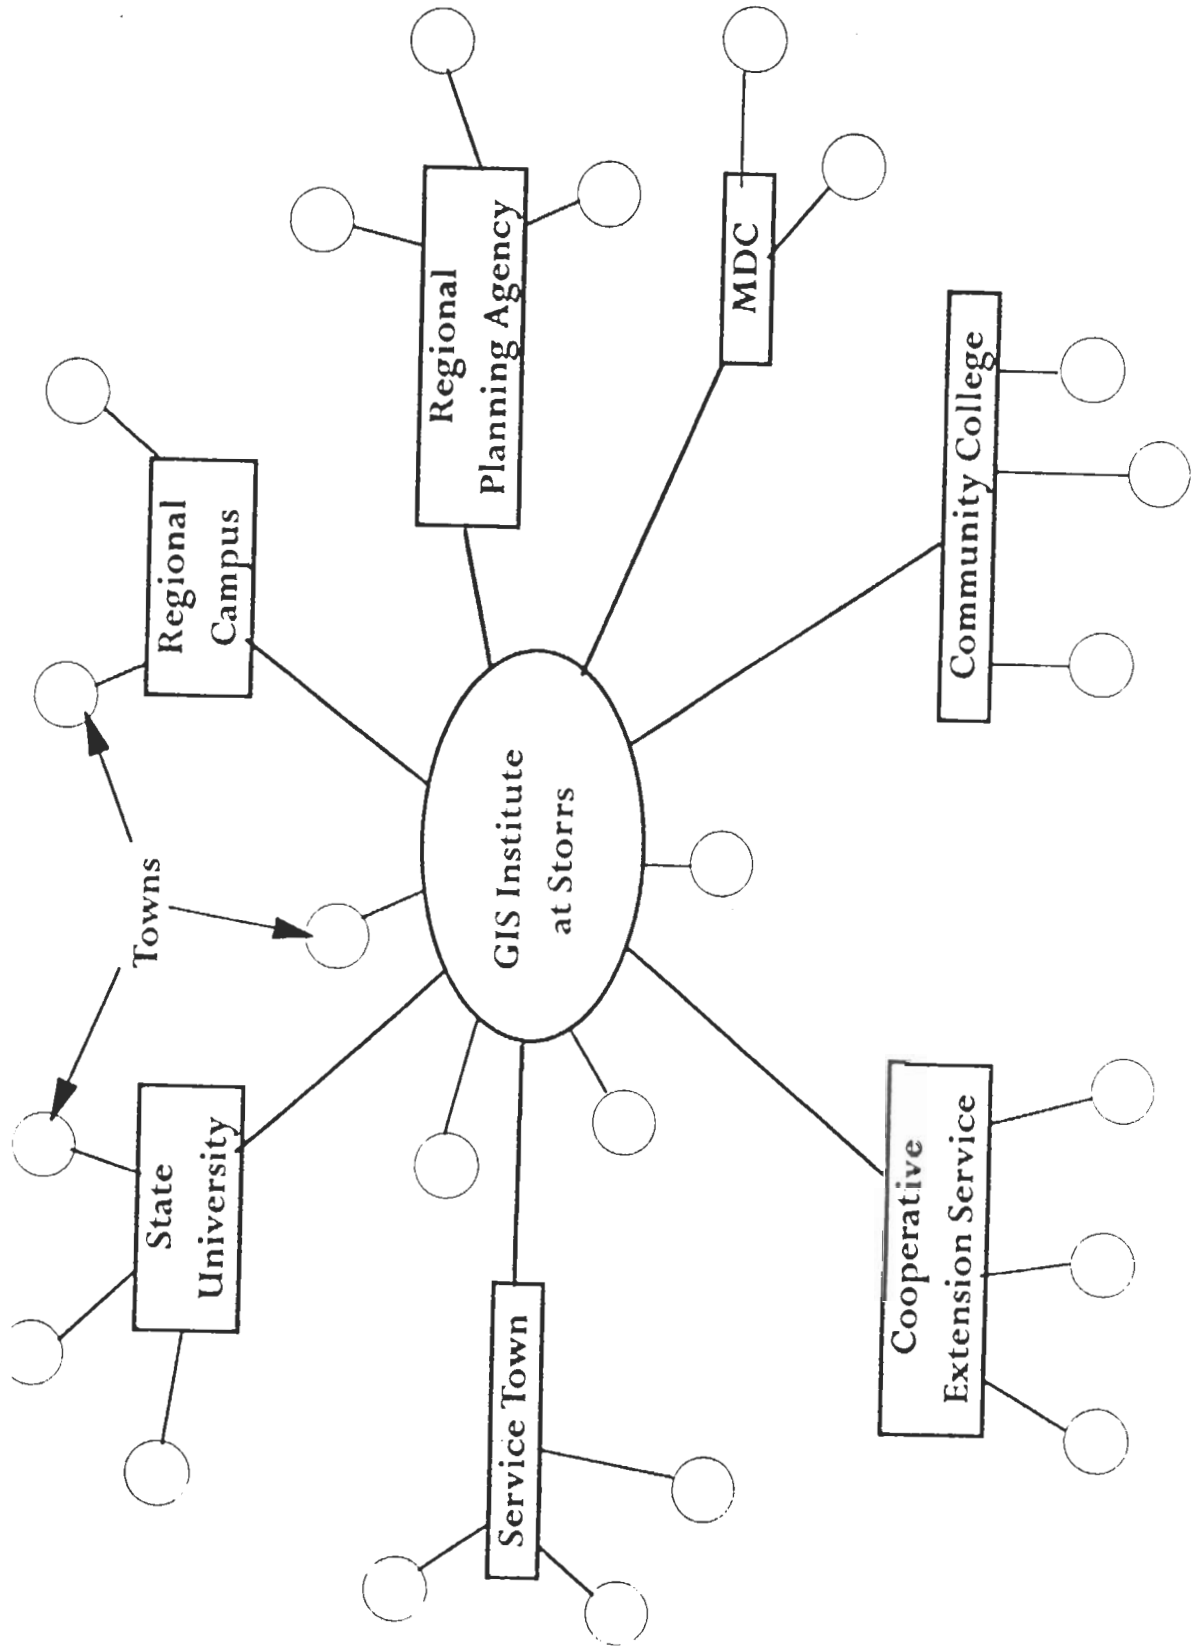 Towns
State
University
Regional
Campus
GIS Institute
at Storrs
Service Town
Regional
Planning Agency
MDC
Cooperative
Extension Service
Community College